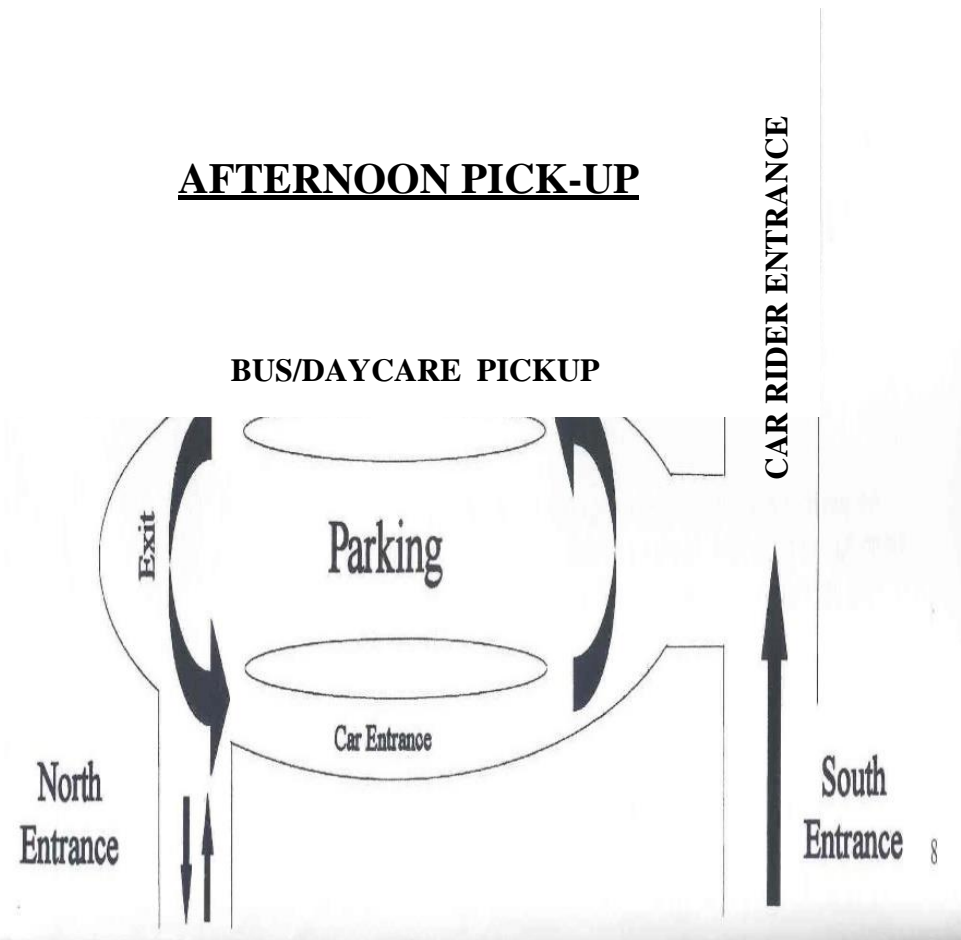 AFTERNOON PICK-UP
CAR RIDER ENTRANCE
BUS/DAYCARE PICKUP
Exit
Parking
Car Entrance
North
Entrance
South
Entrance
8